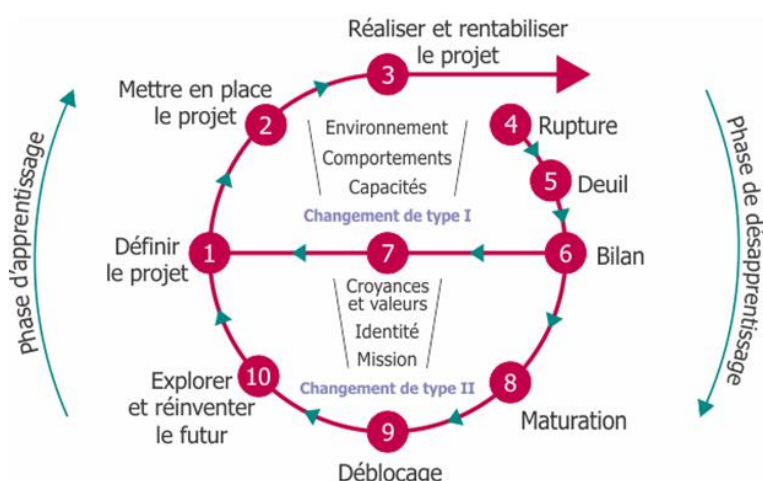 Réaliser et rentabiliser
le projet
3
Mettre en place
le projet
2
Environnement
Comportements
Capacités
Changement de type I
4
Rupture
5
Deuil
Phase d'apprentissage
Phase de désapprentissage
Définir
le projet
1
7
6
Bilan
Croyances
et valeurs
Identité
Mission
Changement de type II
Explorer
et réinventer
le futur
10
8
Maturation
9
Déblocage